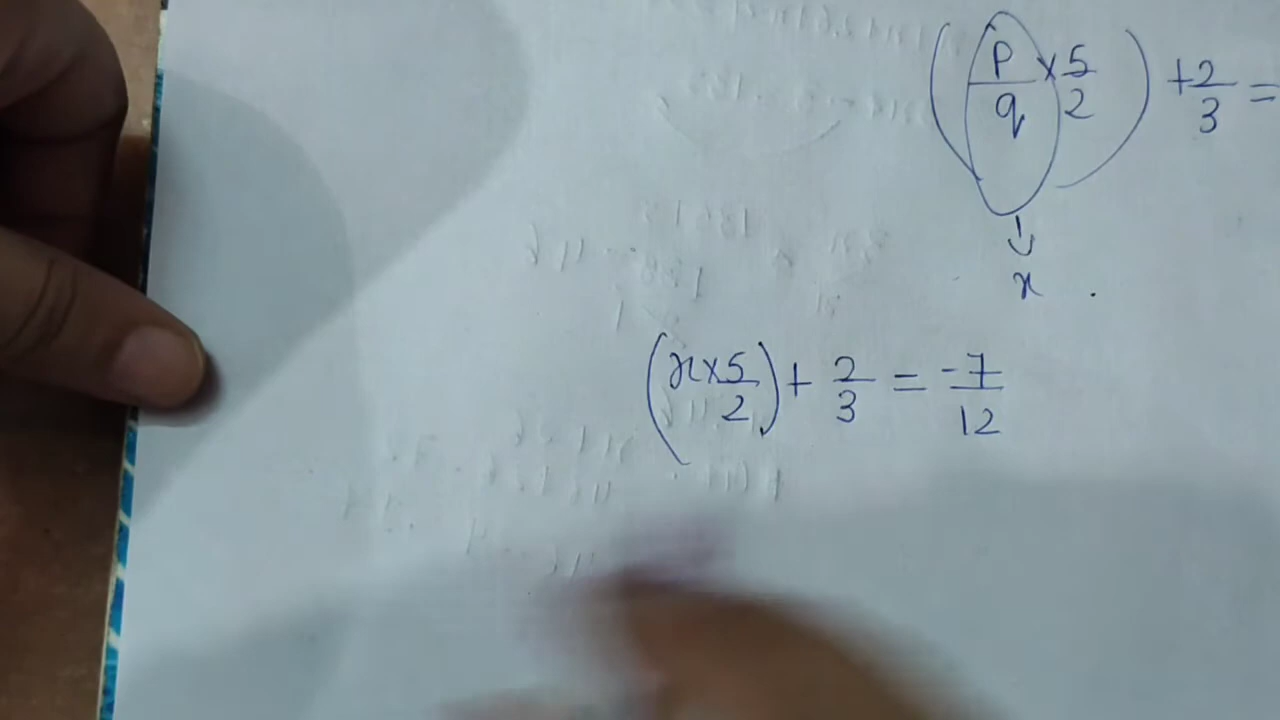 (p/q × 5/2) + 2/3 =
x
(x × 5/2) + 2/3 = -7/12